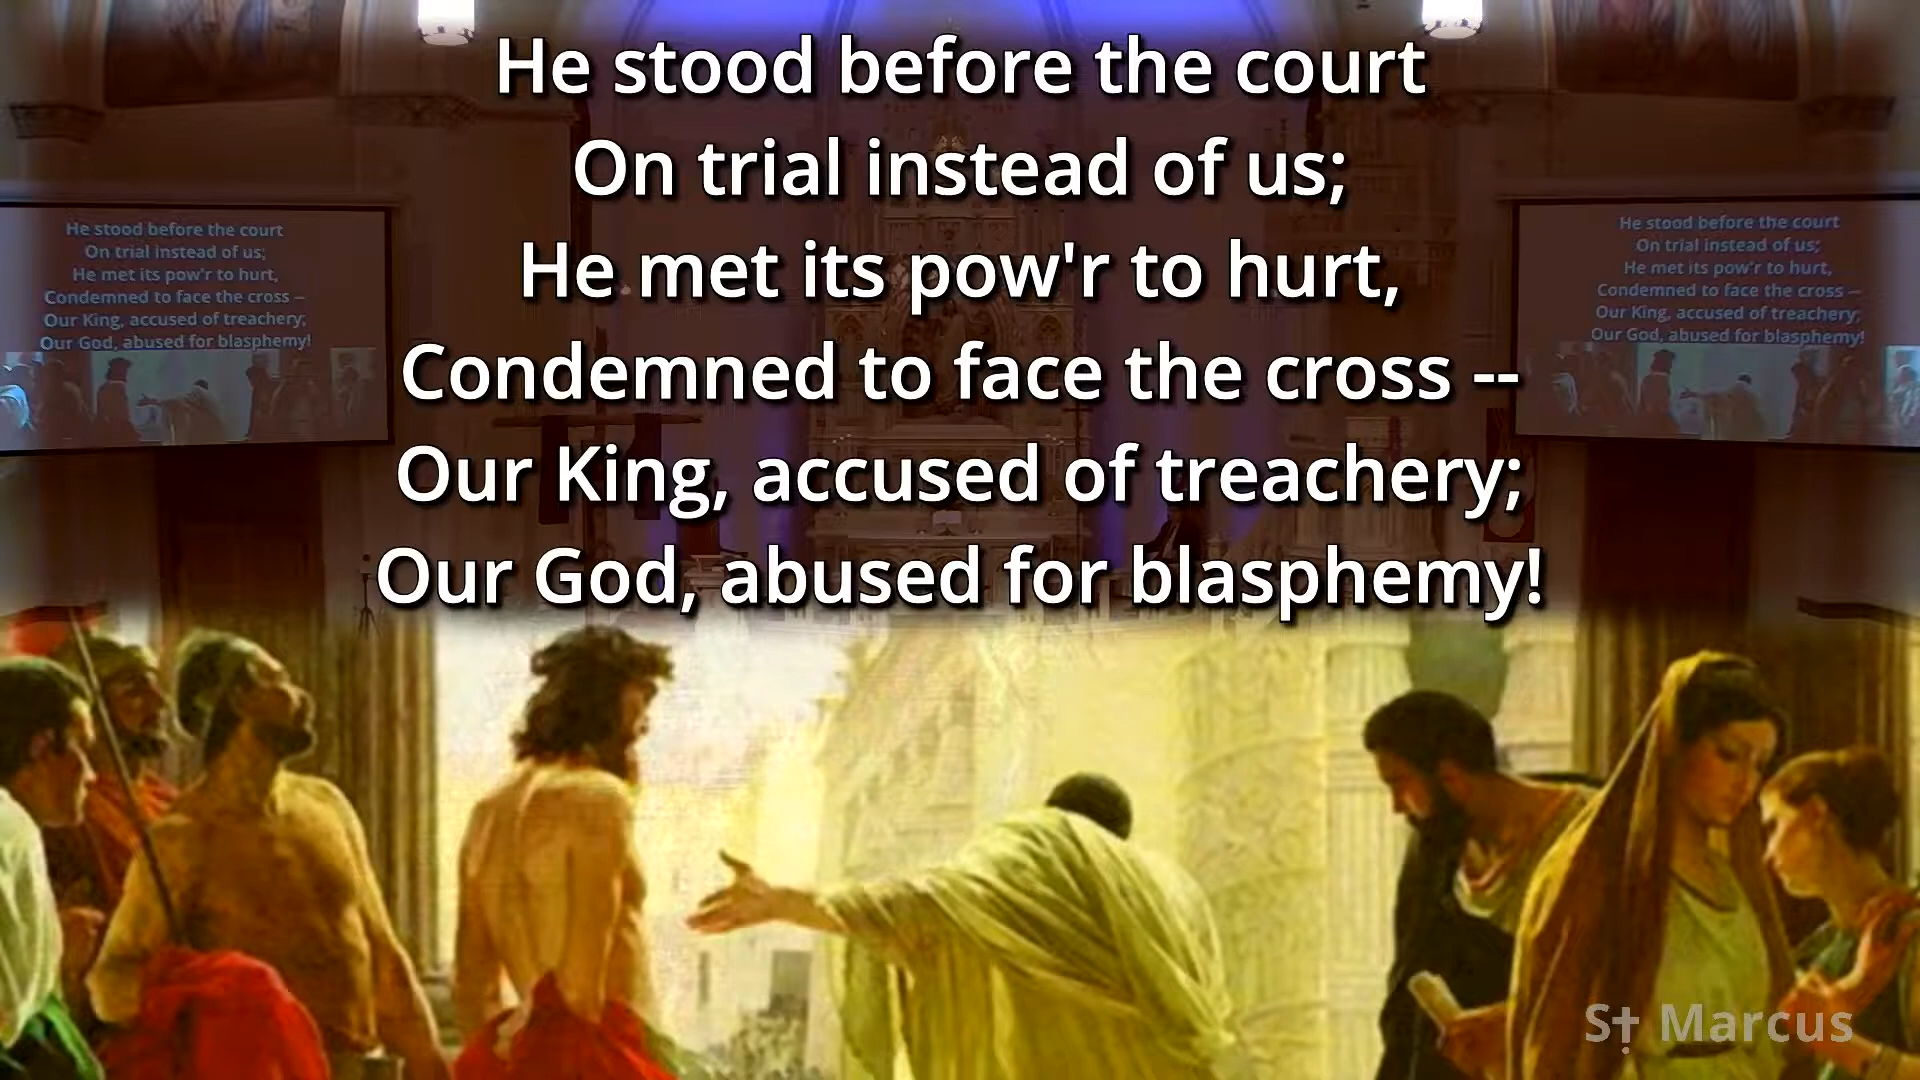 He stood before the court
On trial instead of us;
He met its pow'r to hurt,
Condemned to face the cross --
Our King, accused of treachery;
Our God, abused for blasphemy!
He stood before the court
On trial instead of us;
He met its pow'r to hurt,
Condemned to face the cross –
Our King, accused of treachery;
Our God, abused for blasphemy!
He stood before the court
On trial instead of us;
He met its pow'r to hurt,
Condemned to face the cross –
Our King, accused of treachery;
Our God, abused for blasphemy!
St Marcus